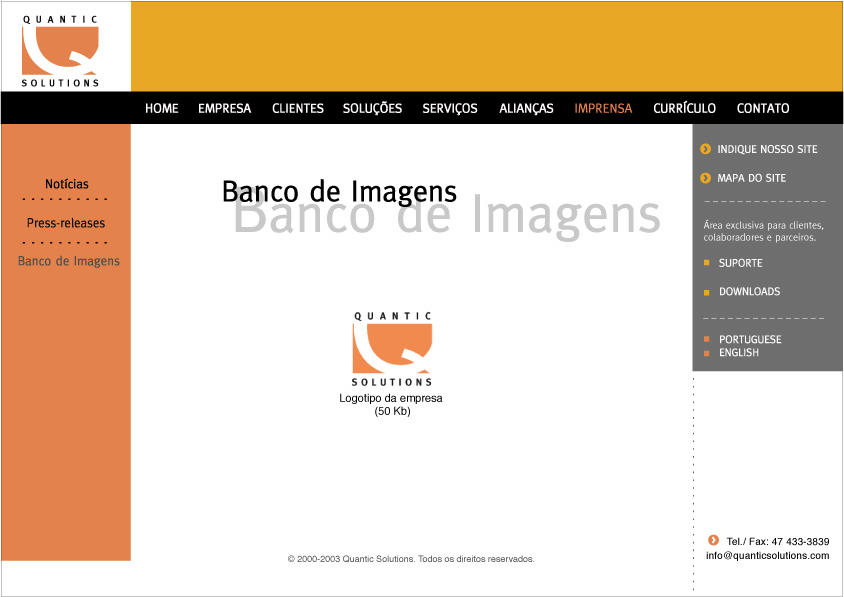 QUANTIC
SOLUTIONS
HOME EMPRESA CLIENTES SOLUÇÕES SERVIÇOS ALIANÇAS IMPRENSA CURRÍCULO CONTATO
Notícias
Press-releases
Banco de Imagens
Banco de Imagens
Banco de Imagens
QUANTIC
SOLUTIONS
Logotipo da empresa
(50 Kb)
INDIQUE NOSSO SITE
MAPA DO SITE
Área exclusiva para clientes,
colaboradores e parceiros.
SUPORTE
DOWNLOADS
PORTUGUESE
ENGLISH
Tel./ Fax: 47 433-3839
info@quanticsolutions.com
© 2000-2003 Quantic Solutions. Todos os direitos reservados.